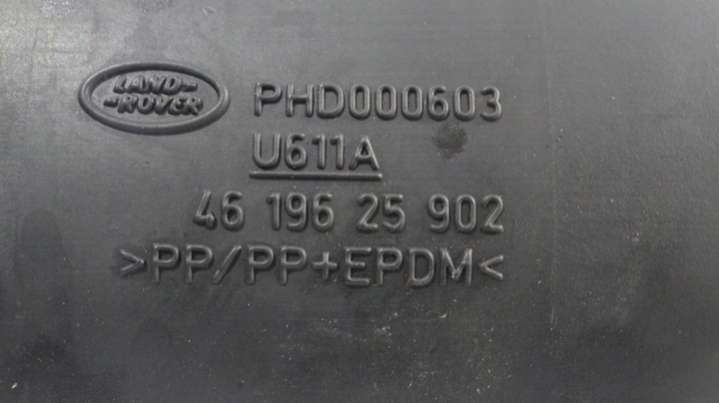 LAND-
-ROVER
PHD000603
U611A
46 196 25 902
>PP/PP+EPDM<